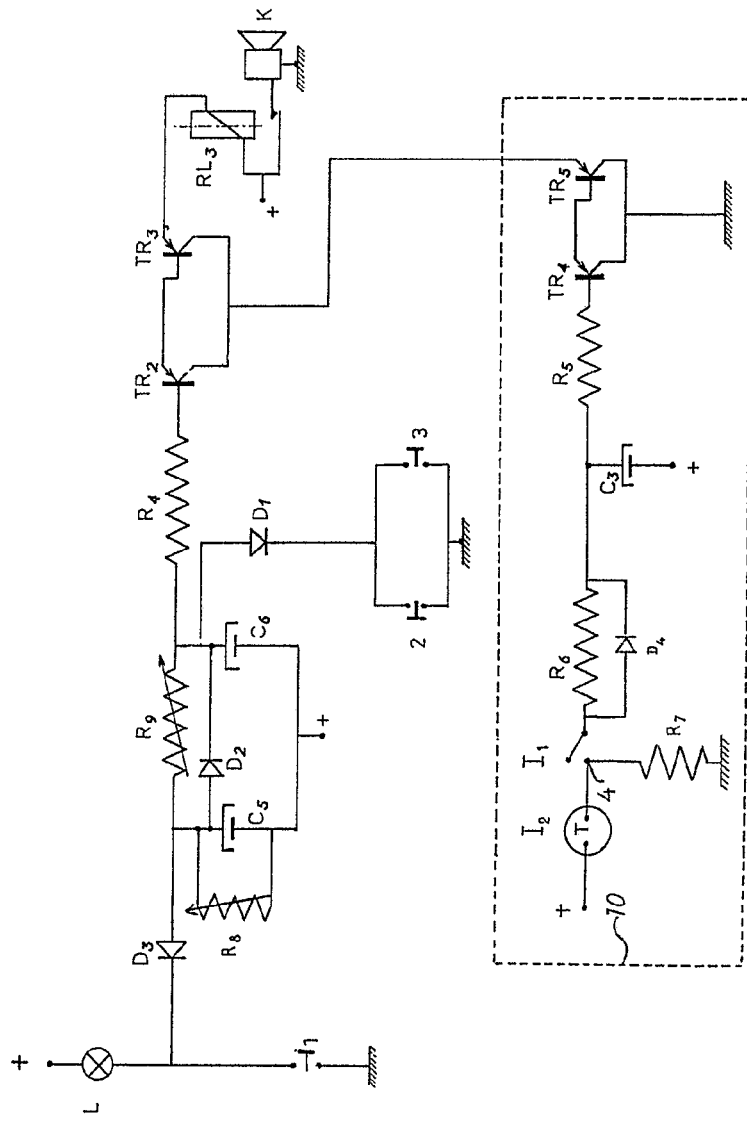 K
RL3
+
TR3
TR2
TR5
TR4
R4
R5
D1
3
2
C3
+
R9
C6
D2
+
C5
R6
D4
I1
R7
4
I2
T
+
10
D3
R8
+
L
i1